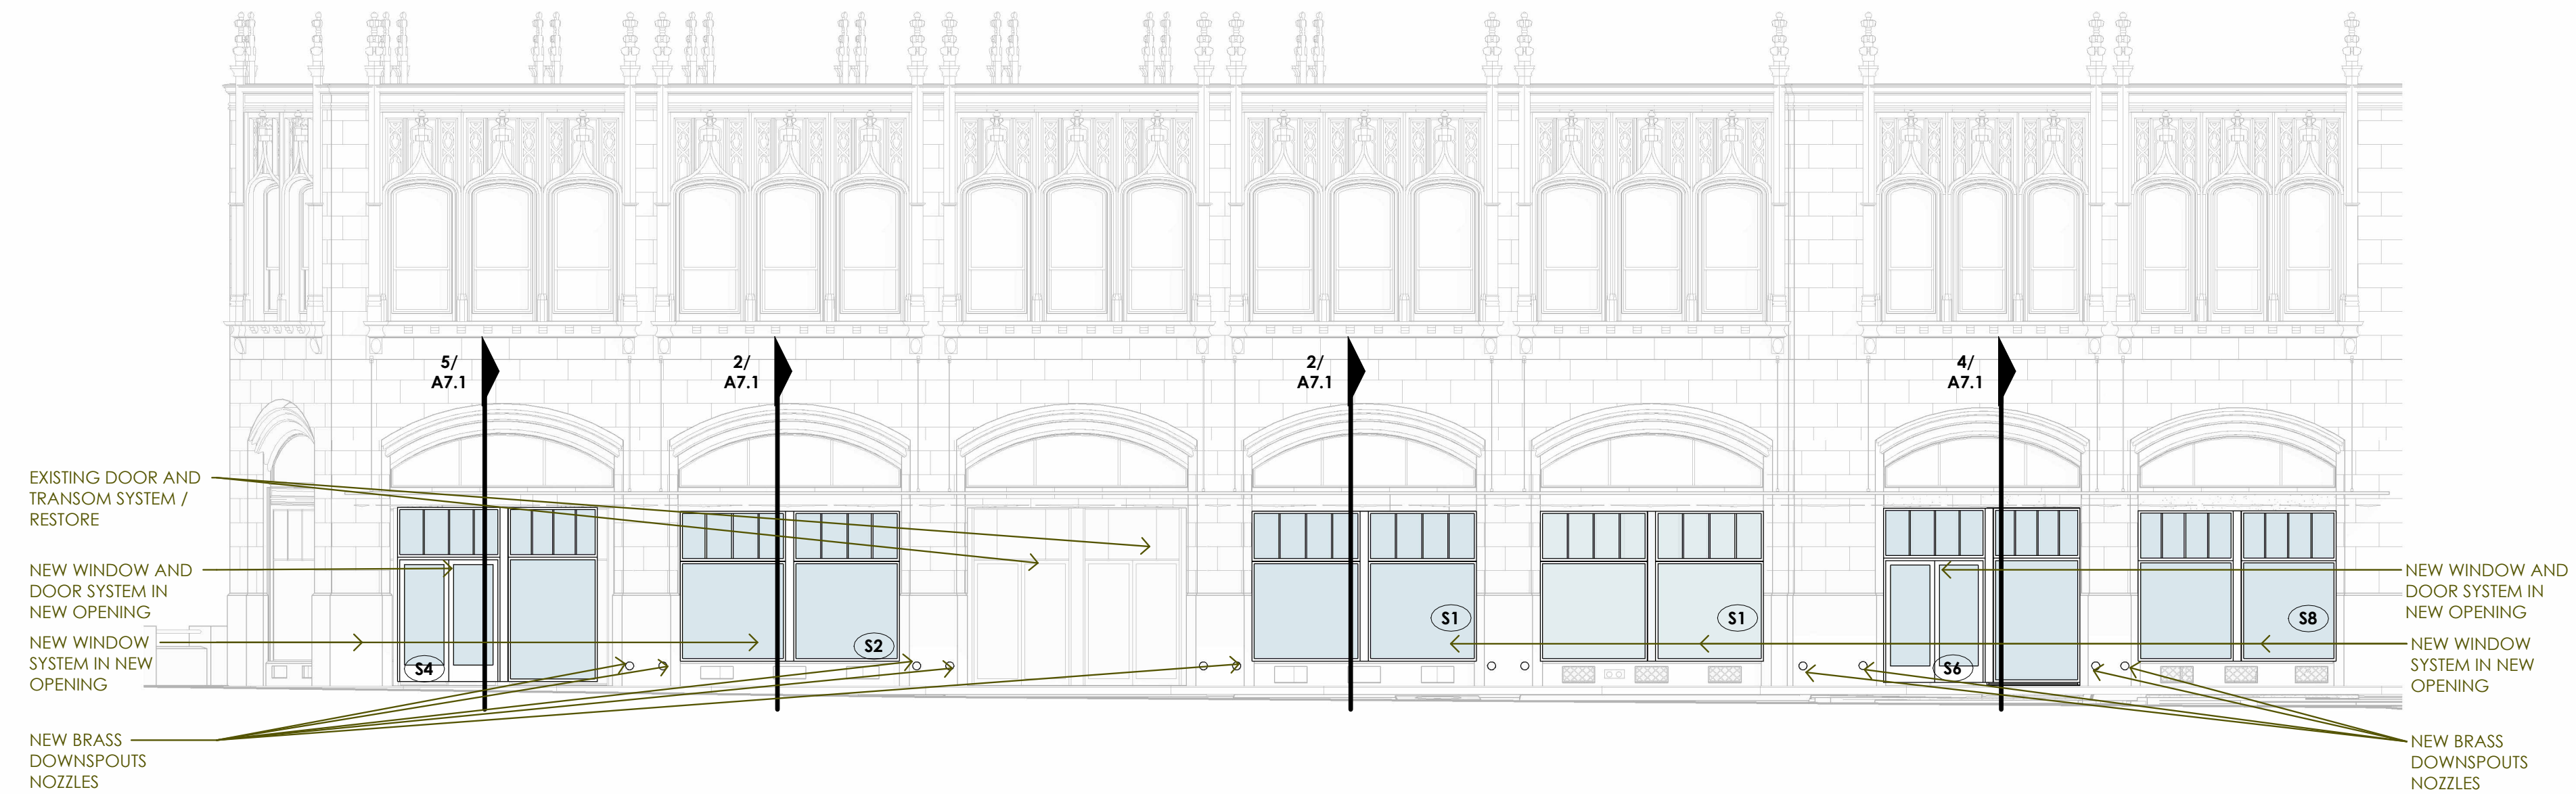 5/
A7.1
2/
A7.1
2/
A7.1
4/
A7.1
EXISTING DOOR AND
TRANSOM SYSTEM /
RESTORE
NEW WINDOW AND
DOOR SYSTEM IN
NEW OPENING
NEW WINDOW
SYSTEM IN NEW
OPENING
NEW BRASS
DOWNSPOUTS
NOZZLES
S4
S2
S1
S1
S6
S8
NEW WINDOW AND
DOOR SYSTEM IN
NEW OPENING
NEW WINDOW
SYSTEM IN NEW
OPENING
NEW BRASS
DOWNSPOUTS
NOZZLES